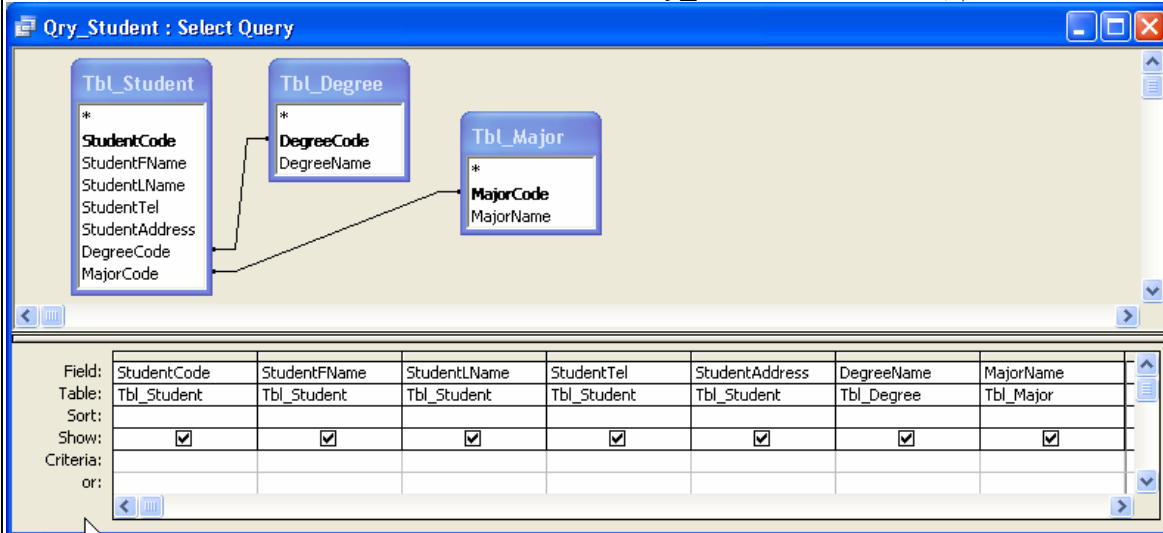 Qry_Student : Select Query
Tbl_Student
*
StudentCode
StudentFName
StudentLName
StudentTel
StudentAddress
DegreeCode
MajorCode
Tbl_Degree
*
DegreeCode
DegreeName
Tbl_Major
*
MajorCode
MajorName
Field: StudentCode StudentFName StudentLName StudentTel StudentAddress DegreeName MajorName
Table: Tbl_Student Tbl_Student Tbl_Student Tbl_Student Tbl_Student Tbl_Degree Tbl_Major
Sort:
Show:
Criteria:
or: